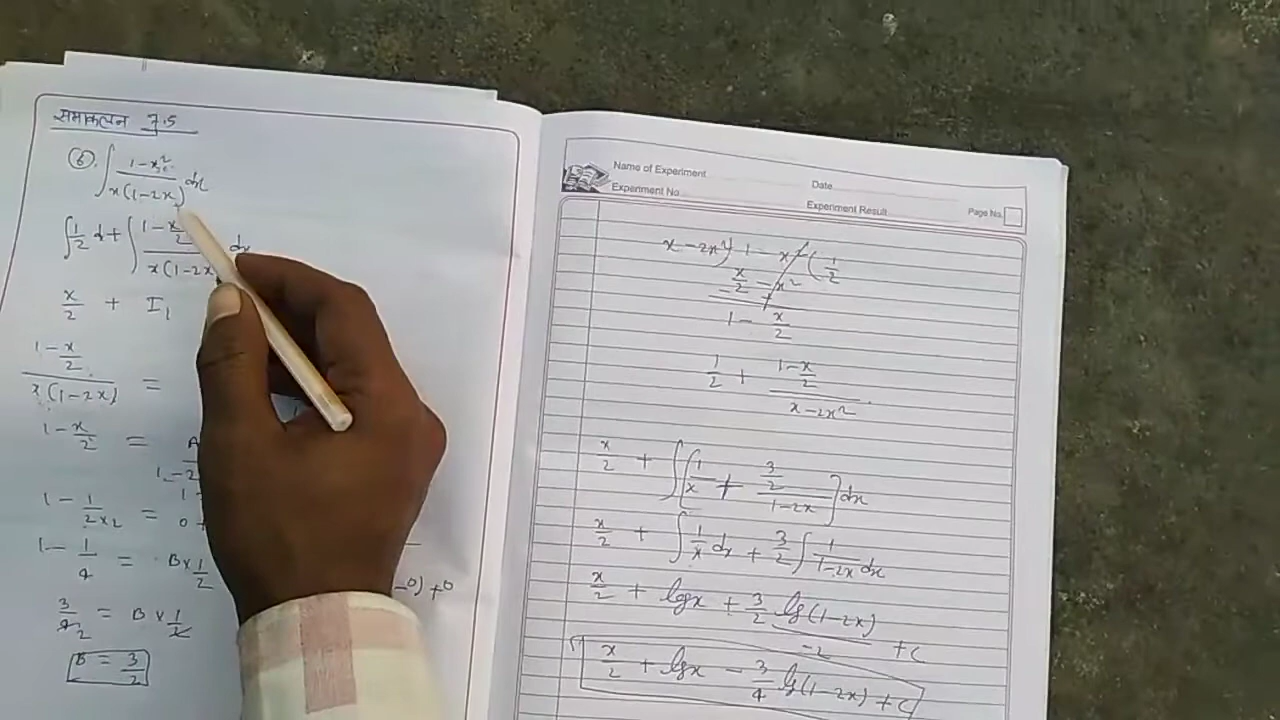 समाकलन 7.5
(6). ∫ 1-x² / x(1-2x) dx
∫ 1/2 dx + ∫ 1-x/2 / x(1-2x dx
x/2 + I₁
1-x/2 / x(1-2x) =
1-x/2 = A
1-2
1 - 1/2x2 =
1 - 1/4 = B×1/2
-0) +0
3/4 2 = B×1/2
B = 3/2
Name of Experiment
Date
Experiment No.
Experiment Result
Page No.
x-2x²) 1-x² (1/2
x/2 - x²
1 - x/2
1/2 + 1-x/2 / x-2x²
x/2 + ∫[1/x + 3/2 / 1-2x] dx
x/2 + ∫ 1/x dx + 3/2 ∫ 1/1-2x dx
x/2 + log x + 3/2 log(1-2x) / -2 + C
x/2 + log x - 3/4 log(1-2x) + C